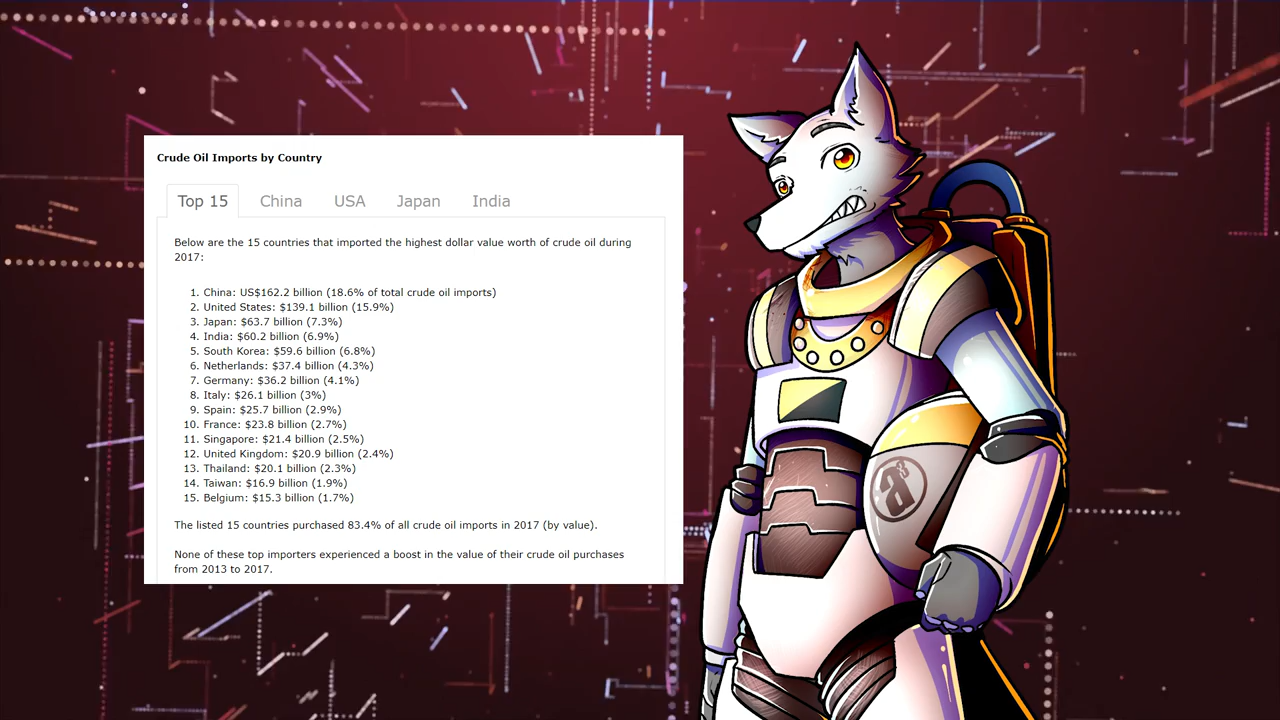 Crude Oil Imports by Country
Top 15 China USA Japan India
Below are the 15 countries that imported the highest dollar value worth of crude oil during
2017:
1. China: US$162.2 billion (18.6% of total crude oil imports)
2. United States: $139.1 billion (15.9%)
3. Japan: $63.7 billion (7.3%)
4. India: $60.2 billion (6.9%)
5. South Korea: $59.6 billion (6.8%)
6. Netherlands: $37.4 billion (4.3%)
7. Germany: $36.2 billion (4.1%)
8. Italy: $26.1 billion (3%)
9. Spain: $25.7 billion (2.9%)
10. France: $23.8 billion (2.7%)
11. Singapore: $21.4 billion (2.5%)
12. United Kingdom: $20.9 billion (2.4%)
13. Thailand: $20.1 billion (2.3%)
14. Taiwan: $16.9 billion (1.9%)
15. Belgium: $15.3 billion (1.7%)
The listed 15 countries purchased 83.4% of all crude oil imports in 2017 (by value).
None of these top importers experienced a boost in the value of their crude oil purchases
from 2013 to 2017.